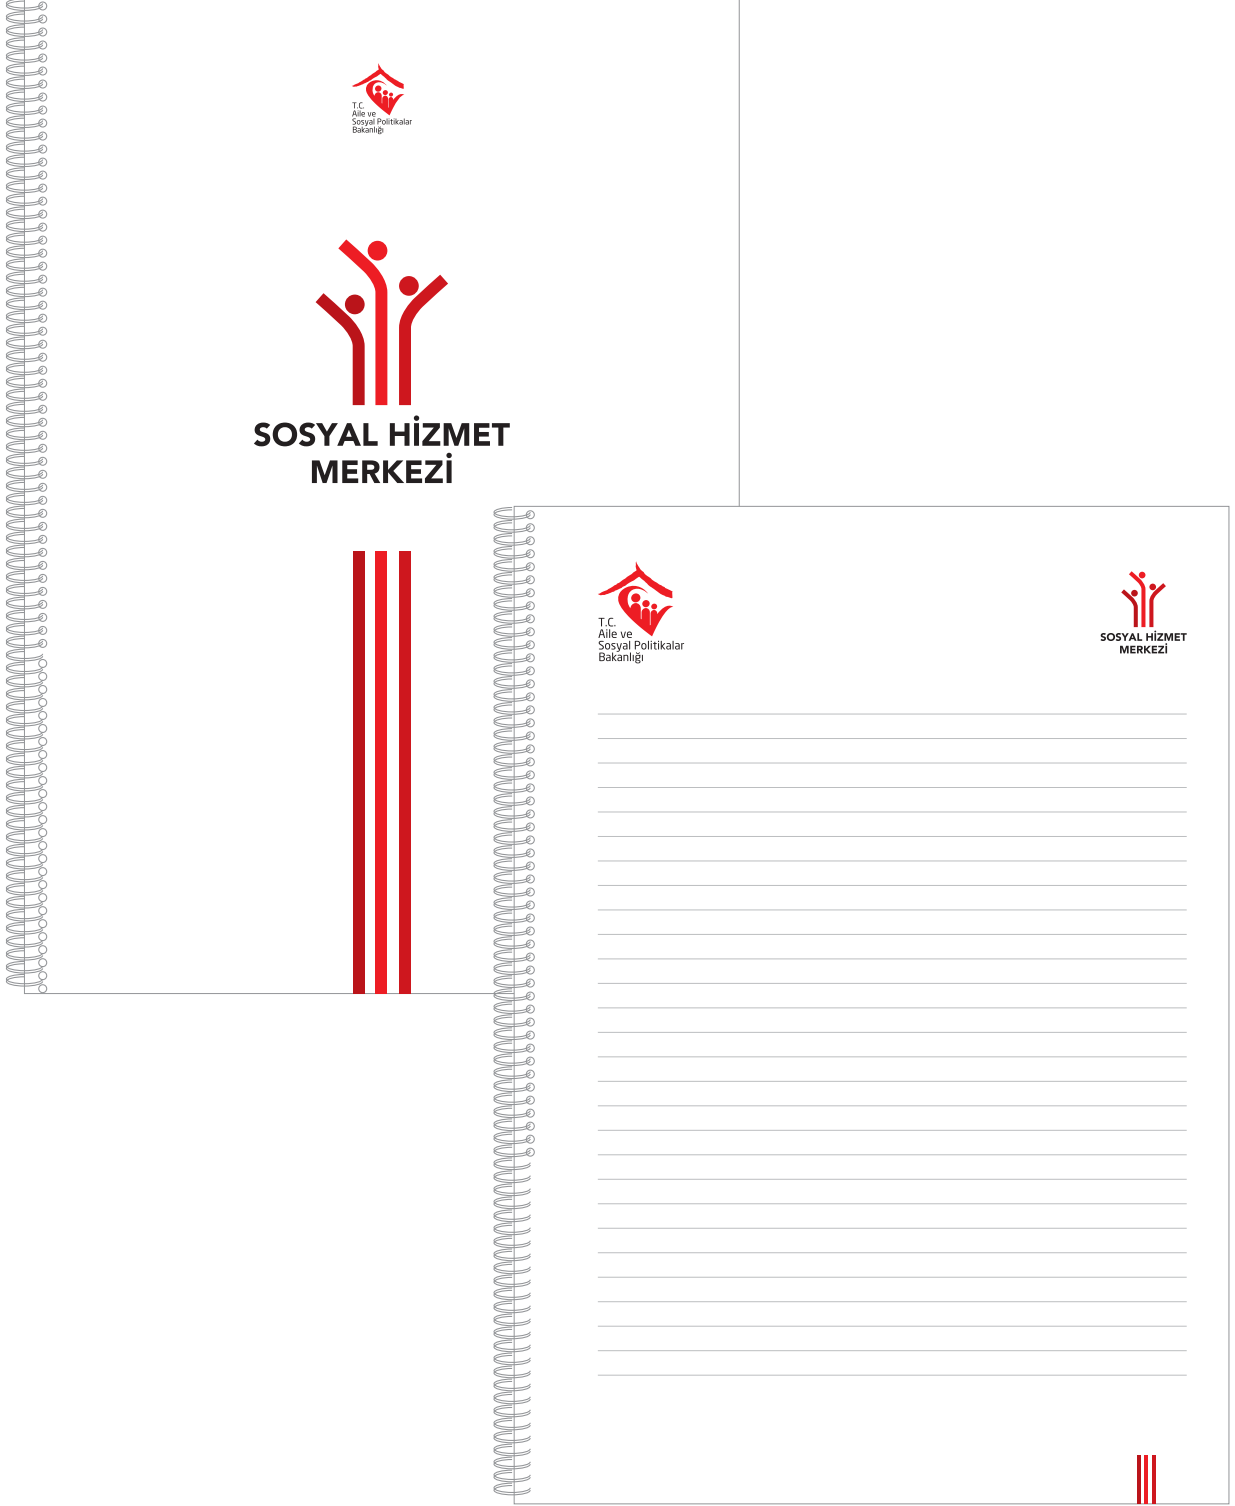 T.C.
Aile ve
Sosyal Politikalar
Bakanlığı
SOSYAL HİZMET
MERKEZİ
T.C.
Aile ve
Sosyal Politikalar
Bakanlığı
SOSYAL HİZMET
MERKEZİ